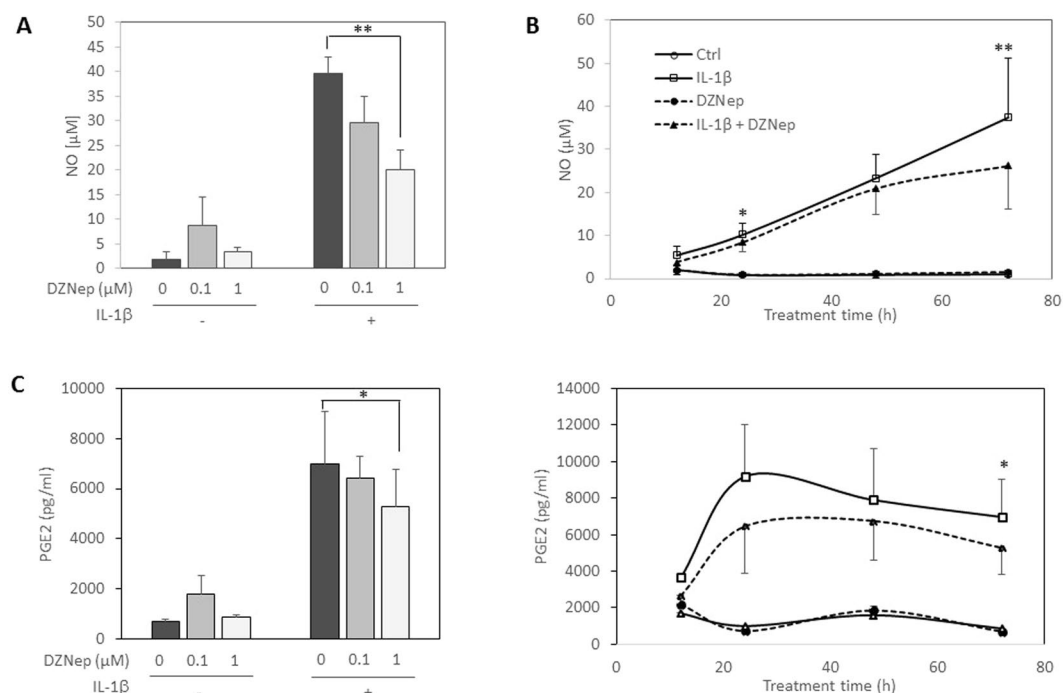 A
50
45
40
35
30
25
20
15
10
5
0
NO [µM]
**
DZNep (µM) 0 0.1 1 0 0.1 1
IL-1β - +
B
60
50
40
30
20
10
0
NO (µM)
Ctrl
IL-1β
DZNep
IL-1β + DZNep
*
**
0 20 40 60 80
Treatment time (h)
C
10000
8000
6000
4000
2000
0
PGE2 (pg/ml)
*
DZNep (µM) 0 0.1 1 0 0.1 1
IL-1β - +
14000
12000
10000
8000
6000
4000
2000
0
PGE2 (pg/ml)
*
0 20 40 60 80
Treatment time (h)